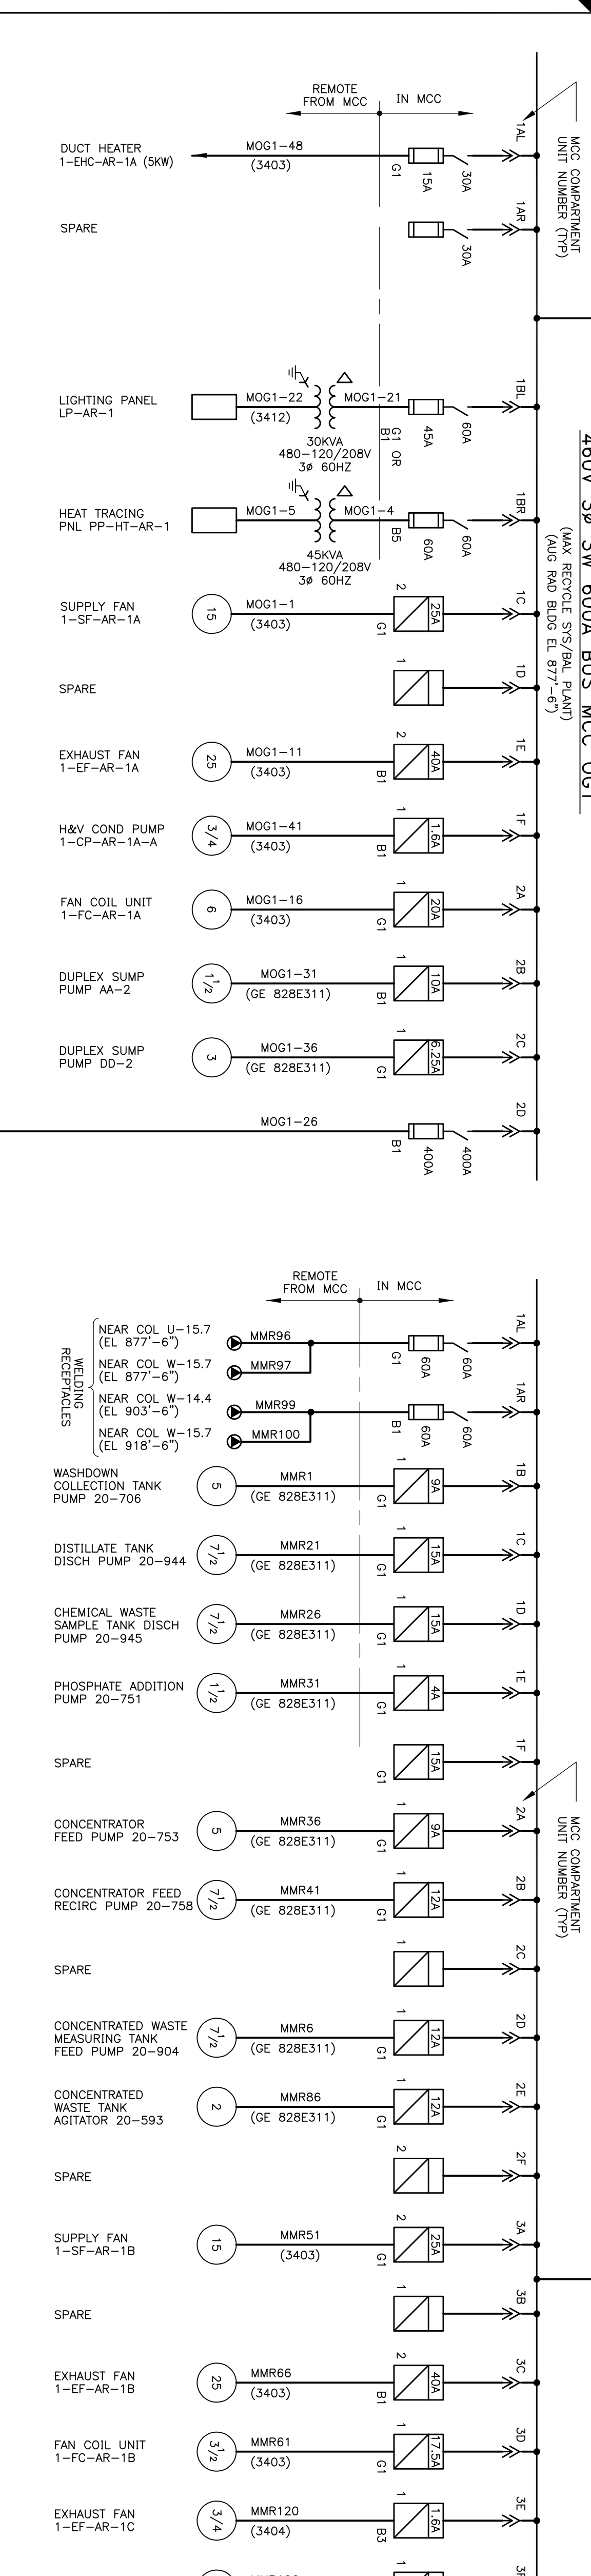 REMOTE
FROM MCC
IN MCC
MCC COMPARTMENT
UNIT NUMBER (TYP)
460V 3Ø 3W 600A BUS MCC OG1
(MAX RECYCLE SYS/BAL PLANT)
(AUG RAD BLDG EL 877'-6")
DUCT HEATER
1-EHC-AR-1A (5KW)
MOG1-48
(3403)
G1
15A
30A
1AL
SPARE
30A
1AR
LIGHTING PANEL
LP-AR-1
MOG1-22
(3412)
30KVA
480-120/208V
3Ø 60HZ
MOG1-21
G1 OR
B1
45A
60A
1BL
HEAT TRACING
PNL PP-HT-AR-1
MOG1-5
45KVA
480-120/208V
3Ø 60HZ
MOG1-4
B5
60A
60A
1BR
SUPPLY FAN
1-SF-AR-1A
15
MOG1-1
(3403)
2
G1
25A
1C
SPARE
1
1D
EXHAUST FAN
1-EF-AR-1A
25
MOG1-11
(3403)
2
B1
40A
1E
H&V COND PUMP
1-CP-AR-1A-A
3/4
MOG1-41
(3403)
1
B1
1.6A
1F
FAN COIL UNIT
1-FC-AR-1A
6
MOG1-16
(3403)
1
G1
20A
2A
DUPLEX SUMP
PUMP AA-2
1 1/2
MOG1-31
(GE 828E311)
1
B1
10A
2B
DUPLEX SUMP
PUMP DD-2
3
MOG1-36
(GE 828E311)
1
G1
6.25A
2C
MOG1-26
B1
400A
400A
2D
REMOTE
FROM MCC
IN MCC
WELDING
RECEPTACLES
NEAR COL U-15.7
(EL 877'-6")
MMR96
NEAR COL W-15.7
(EL 877'-6")
MMR97
G1
60A
60A
1AL
NEAR COL W-14.4
(EL 903'-6")
MMR99
NEAR COL W-15.7
(EL 918'-6")
MMR100
B1
60A
60A
1AR
WASHDOWN
COLLECTION TANK
PUMP 20-706
5
MMR1
(GE 828E311)
1
G1
9A
1B
DISTILLATE TANK
DISCH PUMP 20-944
7 1/2
MMR21
(GE 828E311)
1
G1
15A
1C
CHEMICAL WASTE
SAMPLE TANK DISCH
PUMP 20-945
7 1/2
MMR26
(GE 828E311)
1
G1
15A
1D
PHOSPHATE ADDITION
PUMP 20-751
1 1/2
MMR31
(GE 828E311)
1
G1
4A
1E
SPARE
1
G1
15A
1F
MCC COMPARTMENT
UNIT NUMBER (TYP)
CONCENTRATOR
FEED PUMP 20-753
5
MMR36
(GE 828E311)
1
G1
9A
2A
CONCENTRATOR FEED
RECIRC PUMP 20-758
7 1/2
MMR41
(GE 828E311)
1
G1
12A
2B
SPARE
1
2C
CONCENTRATED WASTE
MEASURING TANK
FEED PUMP 20-904
7 1/2
MMR6
(GE 828E311)
1
G1
12A
2D
CONCENTRATED
WASTE TANK
AGITATOR 20-593
2
MMR86
(GE 828E311)
1
G1
12A
2E
SPARE
2
2F
SUPPLY FAN
1-SF-AR-1B
15
MMR51
(3403)
2
G1
25A
3A
SPARE
1
3B
EXHAUST FAN
1-EF-AR-1B
25
MMR66
(3403)
2
B1
40A
3C
FAN COIL UNIT
1-FC-AR-1B
3 1/2
MMR61
(3403)
1
G1
17.5A
3D
EXHAUST FAN
1-EF-AR-1C
3/4
MMR120
(3404)
1
B3
1.6A
3E
1